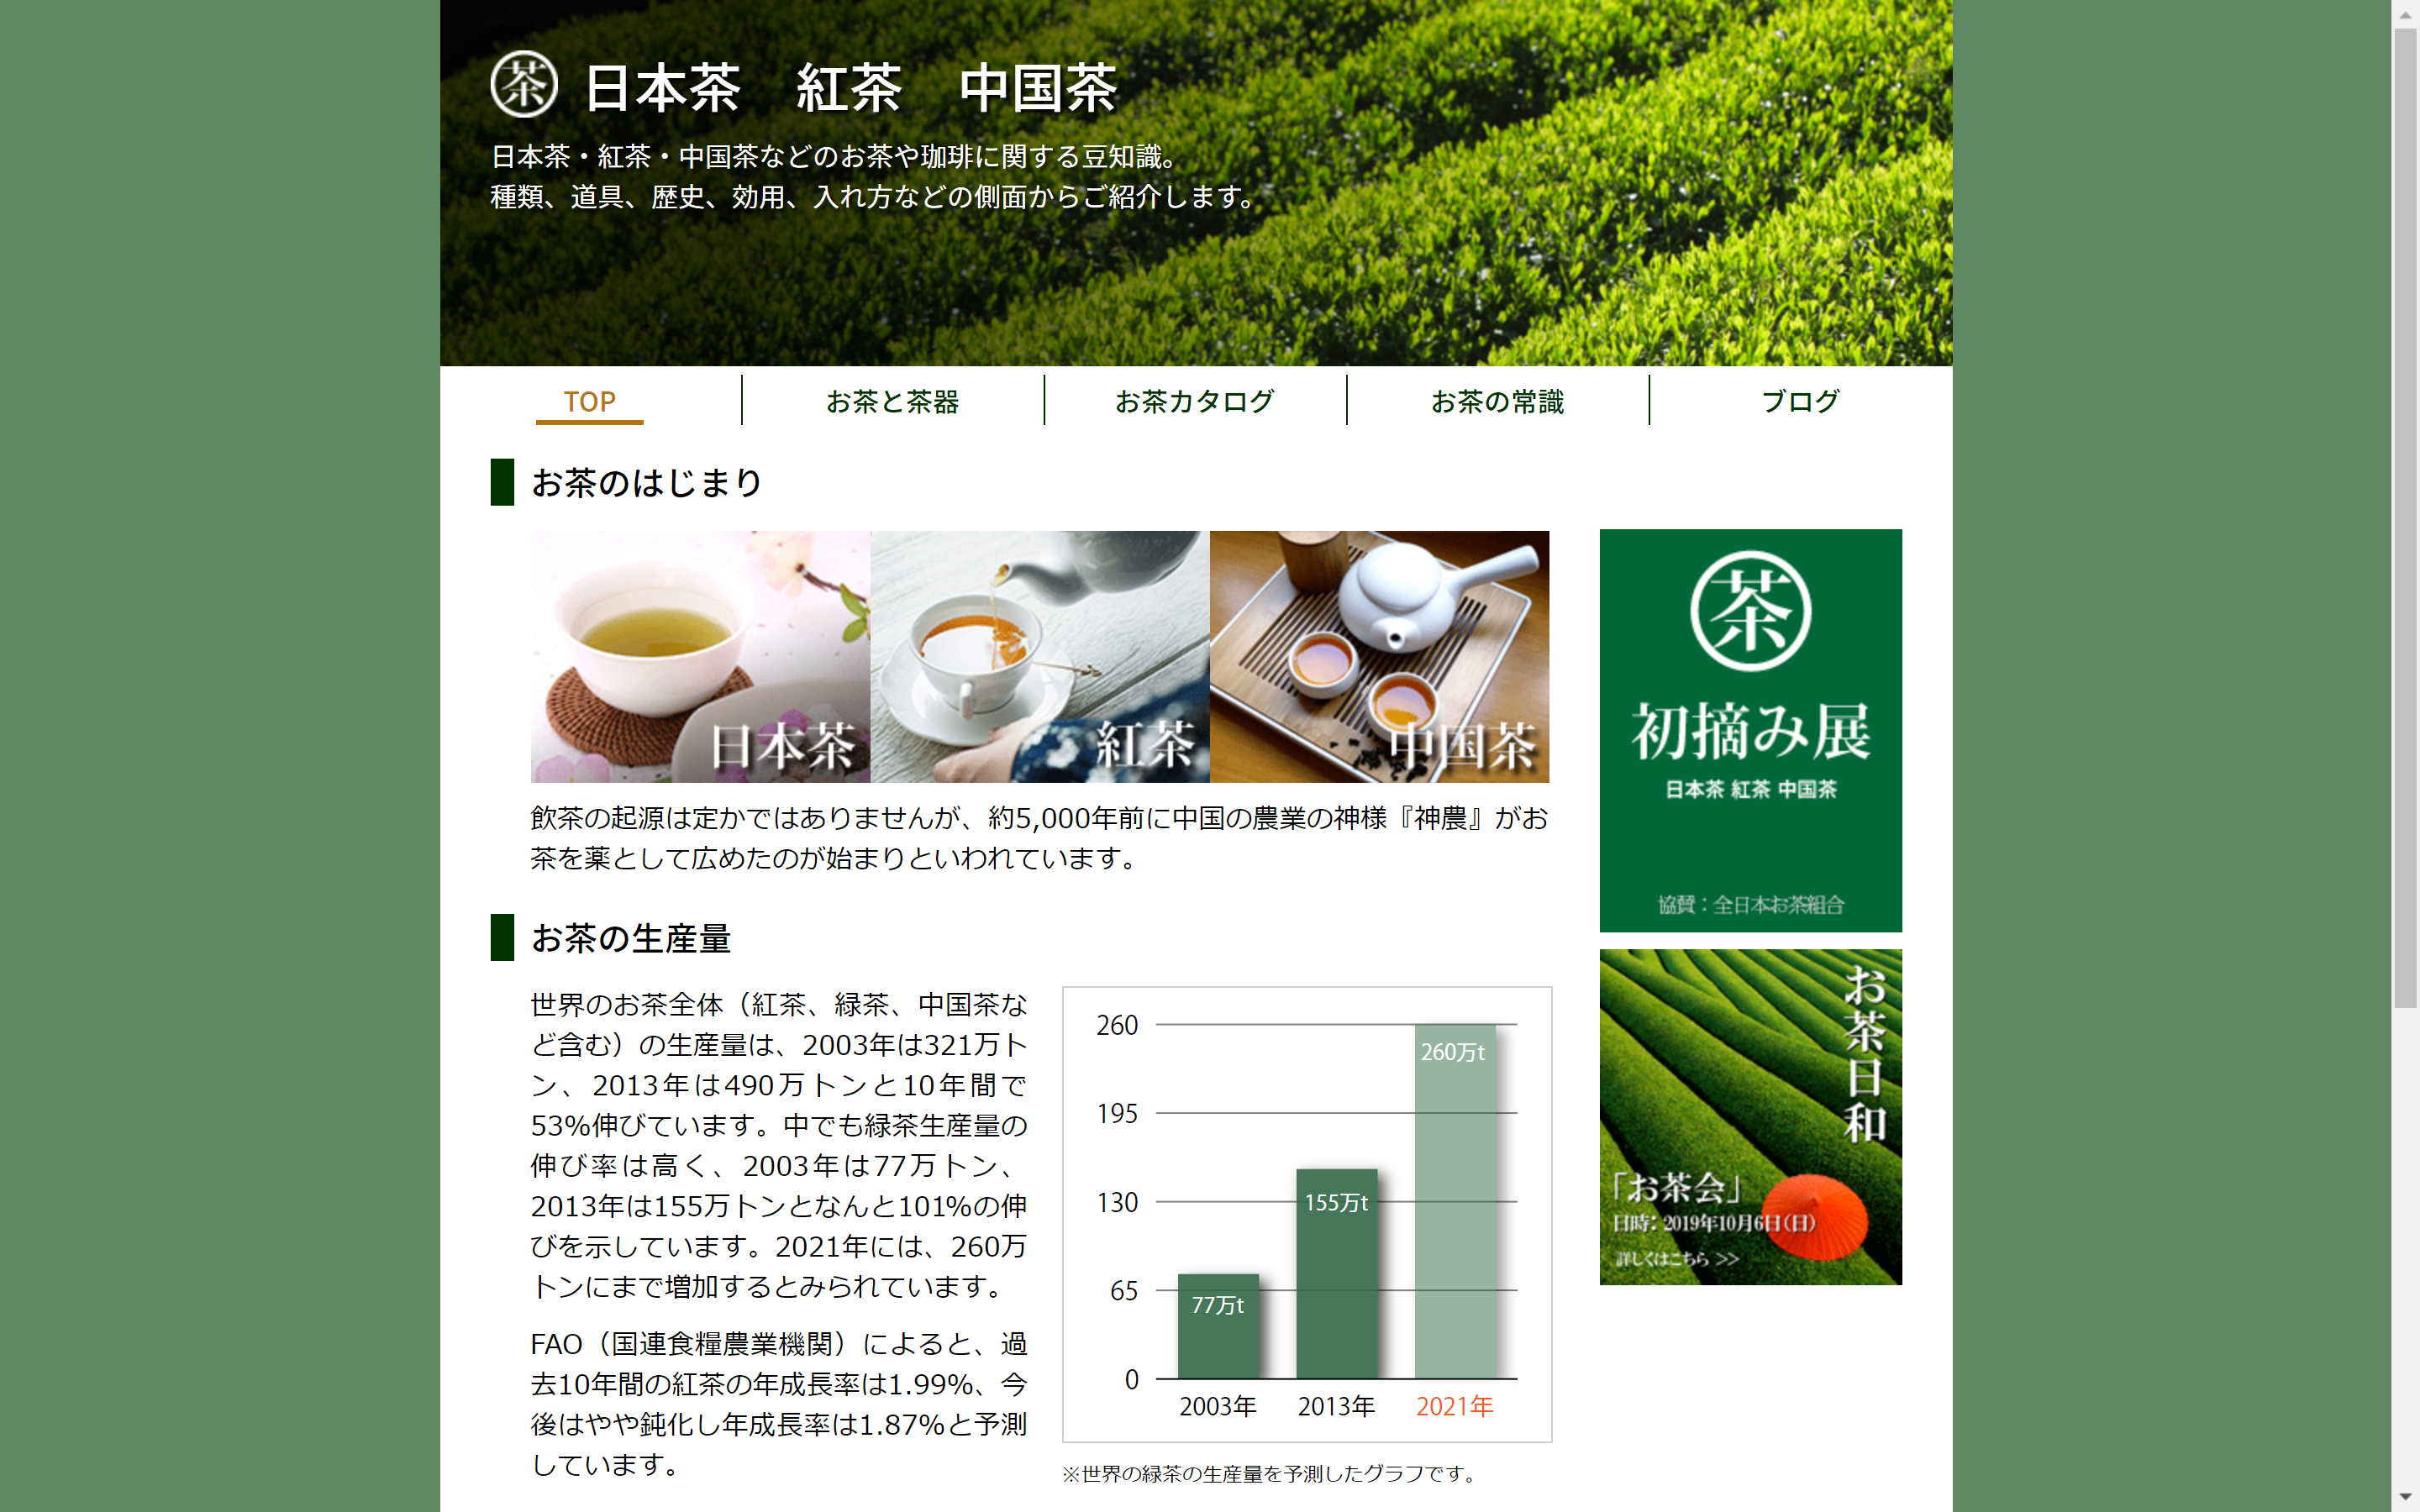 茶 日本茶 紅茶 中国茶
日本茶・紅茶・中国茶などのお茶や珈琲に関する豆知識。
種類、道具、歴史、効用、入れ方などの側面からご紹介します。
TOP
お茶と茶器
お茶カタログ
お茶の常識
ブログ
お茶のはじまり
日本茶
紅茶
中国茶
飲茶の起源は定かではありませんが、約5,000年前に中国の農業の神様『神農』がお
茶を薬として広めたのが始まりといわれています。
お茶の生産量
世界のお茶全体（紅茶、緑茶、中国茶な
ど含む）の生産量は、2003年は321万ト
ン、2013年は490万トンと10年間で
53%伸びています。中でも緑茶生産量の
伸び率は高く、2003年は77万トン、
2013年は155万トンとなんと101%の伸
びを示しています。2021年には、260万
トンにまで増加するとみられています。
FAO（国連食糧農業機関）によると、過
去10年間の紅茶の年成長率は1.99%、今
後はやや鈍化し年成長率は1.87%と予測
しています。
260
195
130
65
0
77万t
155万t
260万t
2003年
2013年
2021年
※世界の緑茶の生産量を予測したグラフです。
茶
初摘み展
日本茶 紅茶 中国茶
協賛：全日本お茶組合
お茶日和
「お茶会」
日時：2019年10月6日（日）
詳しくはこちら >>